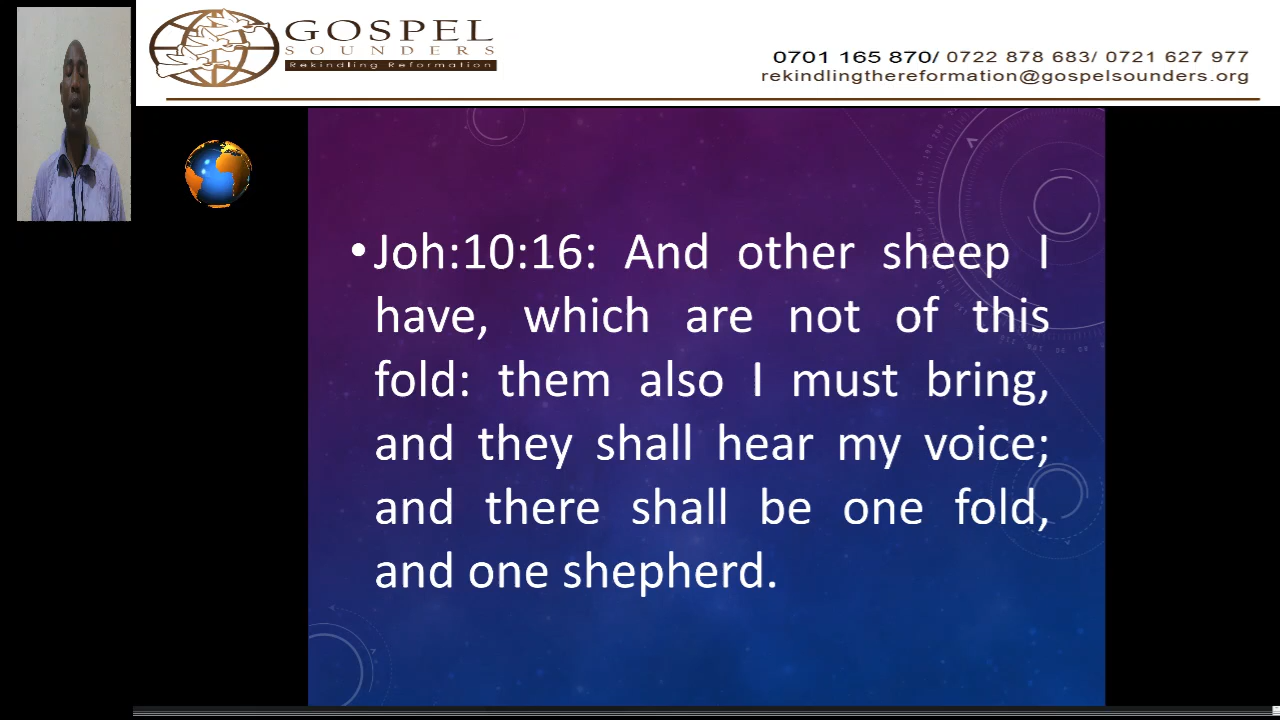 GOSPEL
SOUNDERS
Rekindling Reformation
0701 165 870/ 0722 878 683/ 0721 627 977
rekindlingthereformation@gospelsounders.org
•Joh:10:16: And other sheep I
have, which are not of this
fold: them also I must bring,
and they shall hear my voice;
and there shall be one fold,
and one shepherd.